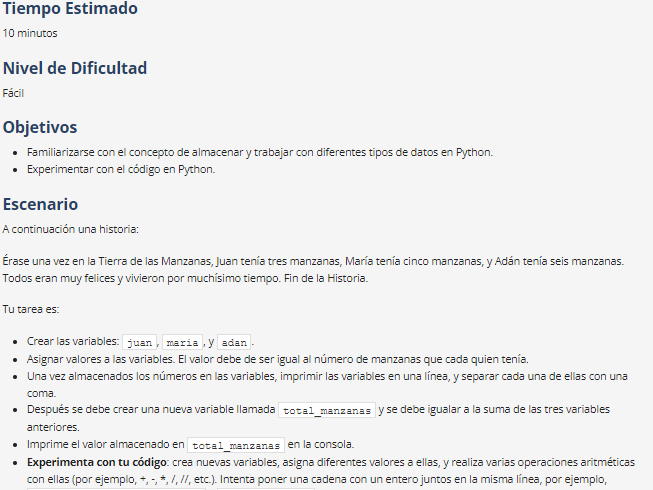 Tiempo Estimado
10 minutos
Nivel de Dificultad
Fácil
Objetivos
• Familiarizarse con el concepto de almacenar y trabajar con diferentes tipos de datos en Python.
• Experimentar con el código en Python.
Escenario
A continuación una historia:
Érase una vez en la Tierra de las Manzanas, Juan tenía tres manzanas, María tenía cinco manzanas, y Adán tenía seis manzanas.
Todos eran muy felices y vivieron por muchísimo tiempo. Fin de la Historia.
Tu tarea es:
• Crear las variables: juan, maria, y adan.
• Asignar valores a las variables. El valor debe de ser igual al número de manzanas que cada quien tenía.
• Una vez almacenados los números en las variables, imprimir las variables en una línea, y separar cada una de ellas con una
coma.
• Después se debe crear una nueva variable llamada total_manzanas y se debe igualar a la suma de las tres variables
anteriores.
• Imprime el valor almacenado en total_manzanas en la consola.
• Experimenta con tu código: crea nuevas variables, asigna diferentes valores a ellas, y realiza varias operaciones aritméticas
con ellas (por ejemplo, +, -, *, /, //, etc.). Intenta poner una cadena con un entero juntos en la misma línea, por ejemplo,